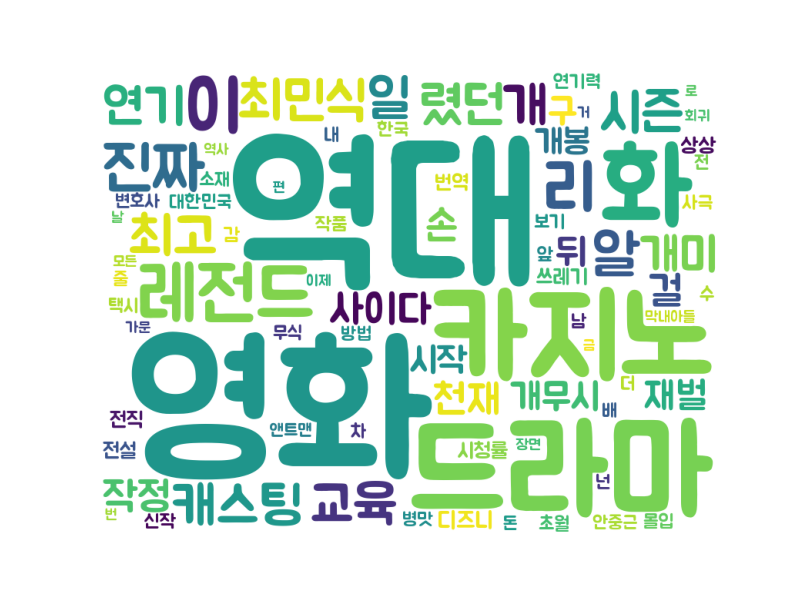 연기 이 최민식 일 렸던 개 구 연기력 거 시즌 로 회귀
내 한국 개봉 상상 전
진짜 역사 소재 역대 번역 리 화
변호사 대한민국 편 작품 손 보기 사극
날 최고 감 앞 뒤 알 개미
모든 줄 레전드 이제 쓰레기 걸 수
택시 사이다 카지노 남 막내아들
가운 무식 방법 금
영화 시작 더
천재 개무시 배 재벌
전직 앤트맨 차 드라마
전설 시청률 장면
작정 캐스팅 교육 넌
번 신작 병맛 디즈니 돈 초월 안중근 몰입